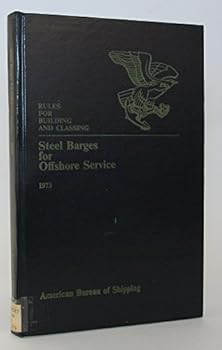 RULES
FOR
BUILDING
AND CLASSING
Steel Barges
for
Offshore Service
1973
American Bureau of Shipping